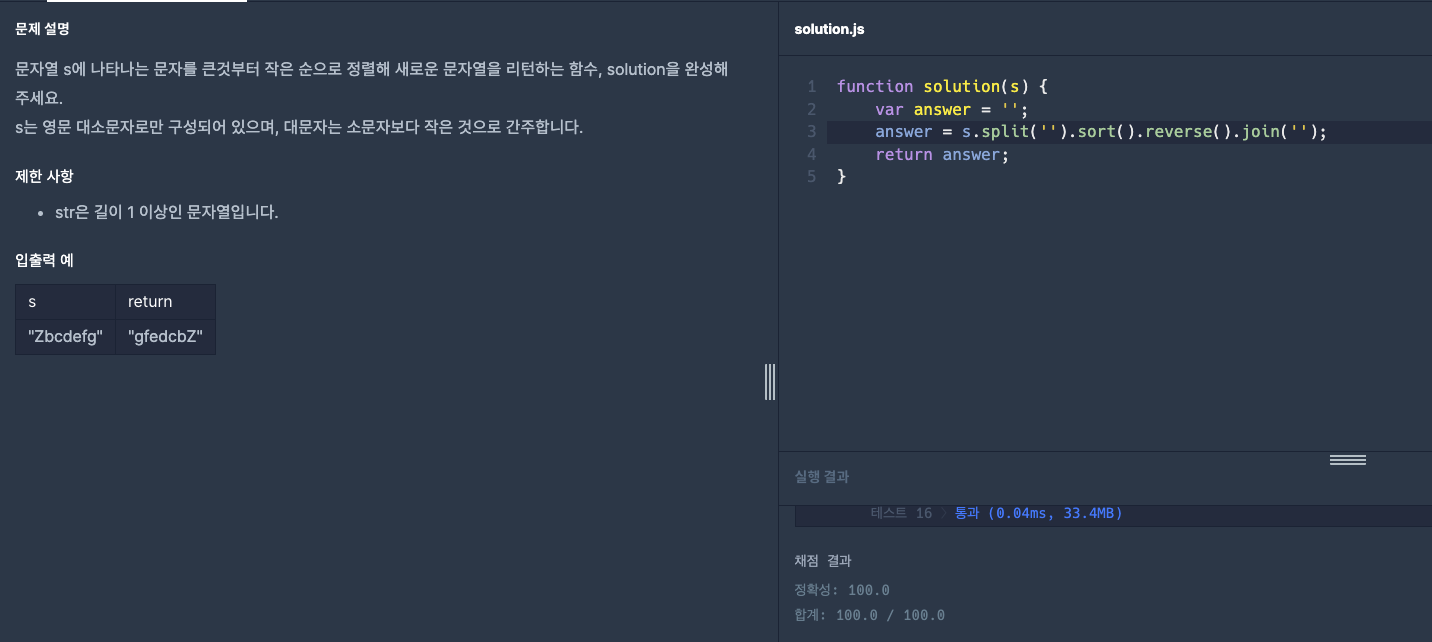 문제 설명
문자열 s에 나타나는 문자를 큰것부터 작은 순으로 정렬해 새로운 문자열을 리턴하는 함수, solution을 완성해
주세요.
s는 영문 대소문자로만 구성되어 있으며, 대문자는 소문자보다 작은 것으로 간주합니다.
제한 사항
• str은 길이 1 이상인 문자열입니다.
입출력 예
s return
"Zbcdefg" "gfedcbZ"
solution.js
1 function solution(s) {
2 var answer = '';
3 answer = s.split('').sort().reverse().join('');
4 return answer;
5 }
실행 결과
테스트 16 〉 통과 (0.04ms, 33.4MB)
채점 결과
정확성: 100.0
합계: 100.0 / 100.0